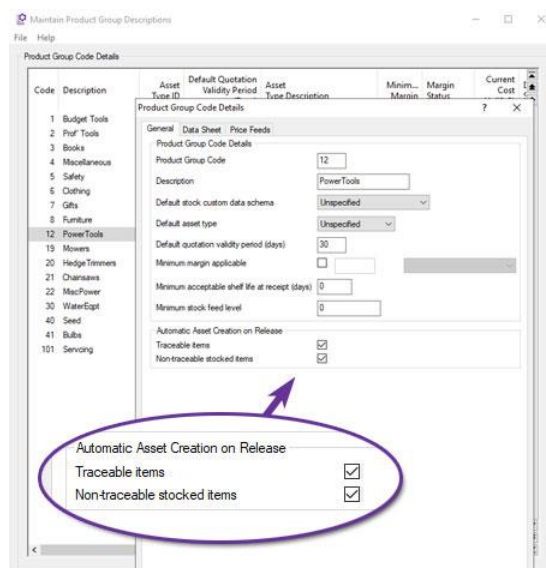 Maintain Product Group Descriptions
File Help
Product Group Code Details
Code Description Asset Type ID Default Quotation Validity Period Asset Type Description Minim... Margin Margin Status Current Cost
1 Budget Tools
2 Prof' Tools
3 Books
4 Miscellaneous
5 Safety
6 Clothing
7 Gifts
8 Furniture
12 PowerTools
19 Mowers
20 HedgeTrimmers
21 Chainsaws
22 MiscPower
30 WaterEqpt
40 Seed
41 Bulbs
101 Servcing
Product Group Code Details ? X
General Data Sheet Price Feeds
Product Group Code Details
Product Group Code 12
Description PowerTools
Default stock custom data schema Unspecified
Default asset type Unspecified
Default quotation validity period (days) 30
Minimum margin applicable
Minimum acceptable shelf life at receipt (days) 0
Minimum stock feed level 0
Automatic Asset Creation on Release
Traceable items
Non-traceable stocked items
Automatic Asset Creation on Release
Traceable items
Non-traceable stocked items